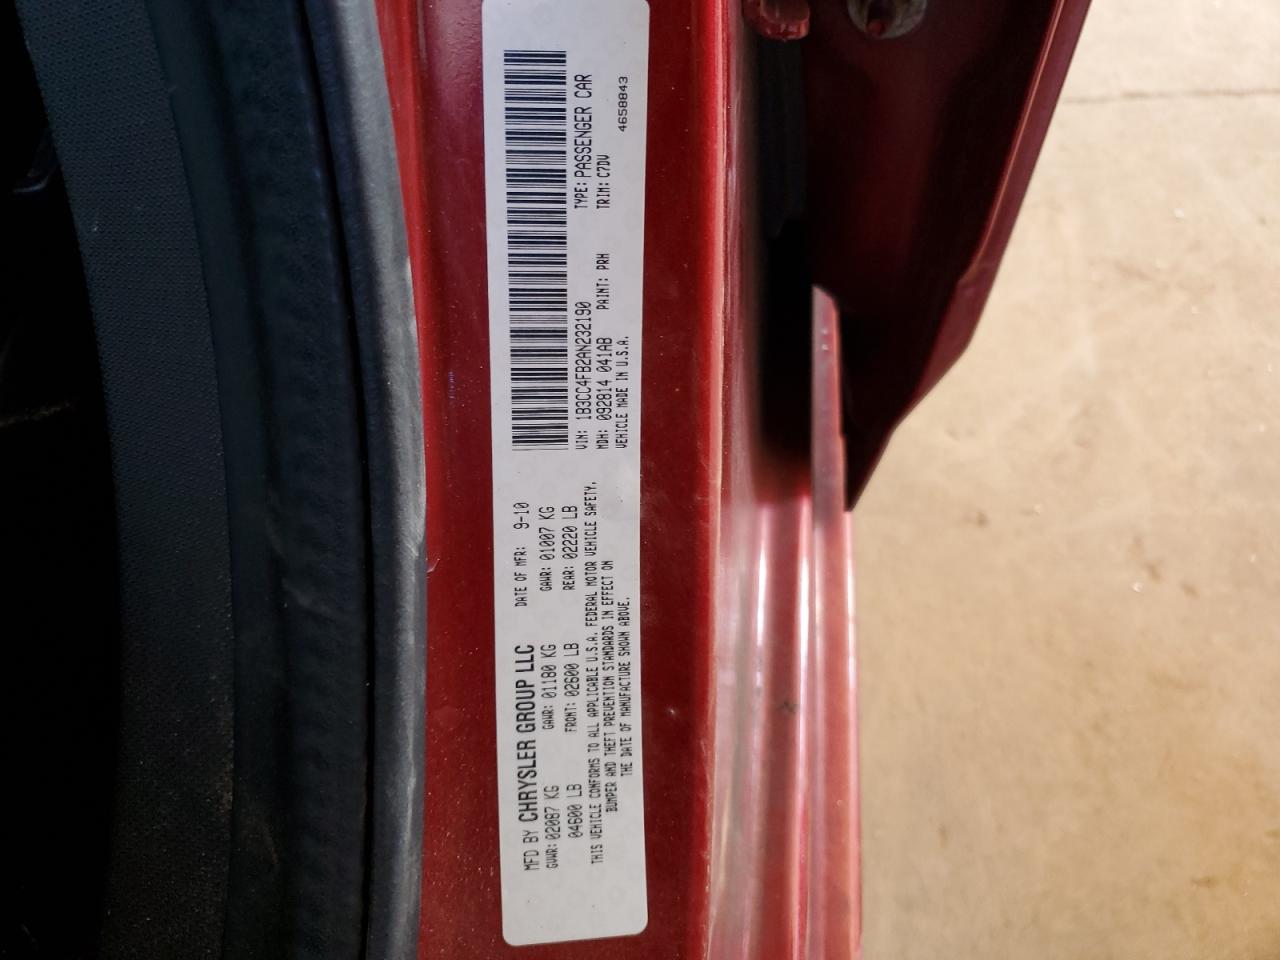 MFD BY CHRYSLER GROUP LLC DATE OF MFR: 9-10
GVWR: 02087 KG GAWR: 01180 KG GAWR: 01007 KG
04600 LB FRONT: 02600 LB REAR: 02220 LB
THIS VEHICLE CONFORMS TO ALL APPLICABLE U.S.A. FEDERAL MOTOR VEHICLE SAFETY,
BUMPER AND THEFT PREVENTION STANDARDS IN EFFECT ON
THE DATE OF MANUFACTURE SHOWN ABOVE.
VIN: 1B3CC4FB2AN232190 TYPE: PASSENGER CAR
MDH: 092814 041AB PAINT: PRH TRIM: C7DV
VEHICLE MADE IN U.S.A. 4658843